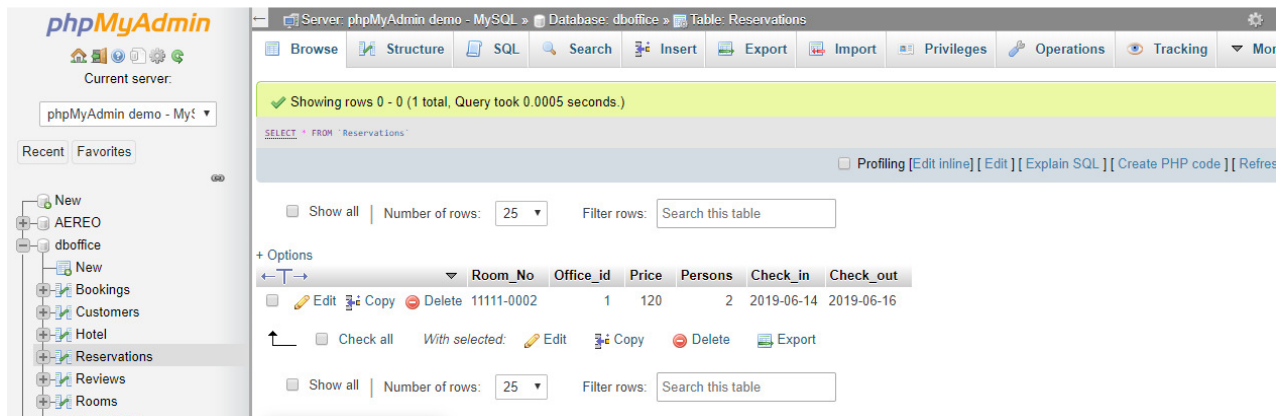 phpMyAdmin
Current server:
phpMyAdmin demo - MyS
Recent Favorites
New
AEREO
dboffice
New
Bookings
Customers
Hotel
Reservations
Reviews
Rooms
Server: phpMyAdmin demo - MySQL » Database: dboffice » Table: Reservations
Browse Structure SQL Search Insert Export Import Privileges Operations Tracking Mor
Showing rows 0 - 0 (1 total, Query took 0.0005 seconds.)
SELECT * FROM `Reservations`
Profiling [Edit inline] [ Edit ] [ Explain SQL ] [ Create PHP code ] [ Refres
Show all | Number of rows: 25 Filter rows: Search this table
+ Options
←T→ Room_No Office_id Price Persons Check_in Check_out
Edit Copy Delete 11111-0002 1 120 2 2019-06-14 2019-06-16
Check all With selected: Edit Copy Delete Export
Show all | Number of rows: 25 Filter rows: Search this table